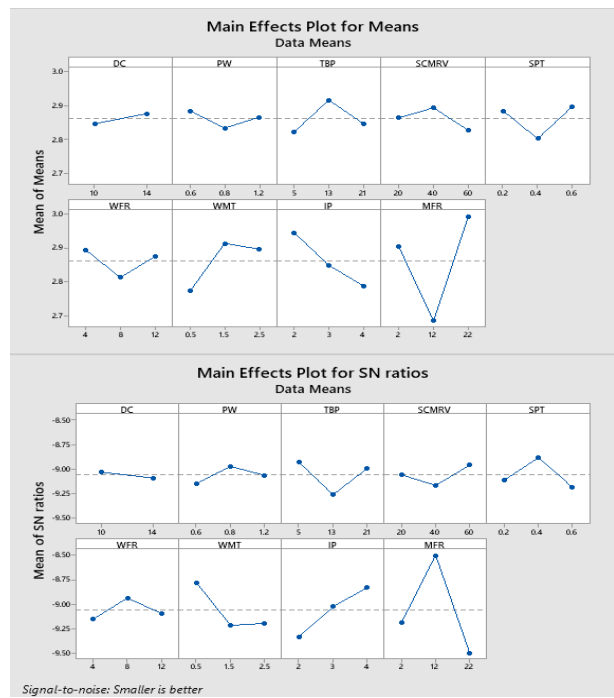 Main Effects Plot for Means
Data Means
DC PW TBP SCMRV SPT
3.0
2.9
2.8
2.7
10 14 0.6 0.8 1.2 5 13 21 20 40 60 0.2 0.4 0.6
WFR WMT IP MFR
3.0
2.9
2.8
2.7
4 8 12 0.5 1.5 2.5 2 3 4 2 12 22
Mean of Means
Main Effects Plot for SN ratios
Data Means
DC PW TBP SCMRV SPT
-8.50
-8.75
-9.00
-9.25
-9.50
10 14 0.6 0.8 1.2 5 13 21 20 40 60 0.2 0.4 0.6
WFR WMT IP MFR
-8.50
-8.75
-9.00
-9.25
-9.50
4 8 12 0.5 1.5 2.5 2 3 4 2 12 22
Mean of SN ratios
Signal-to-noise: Smaller is better